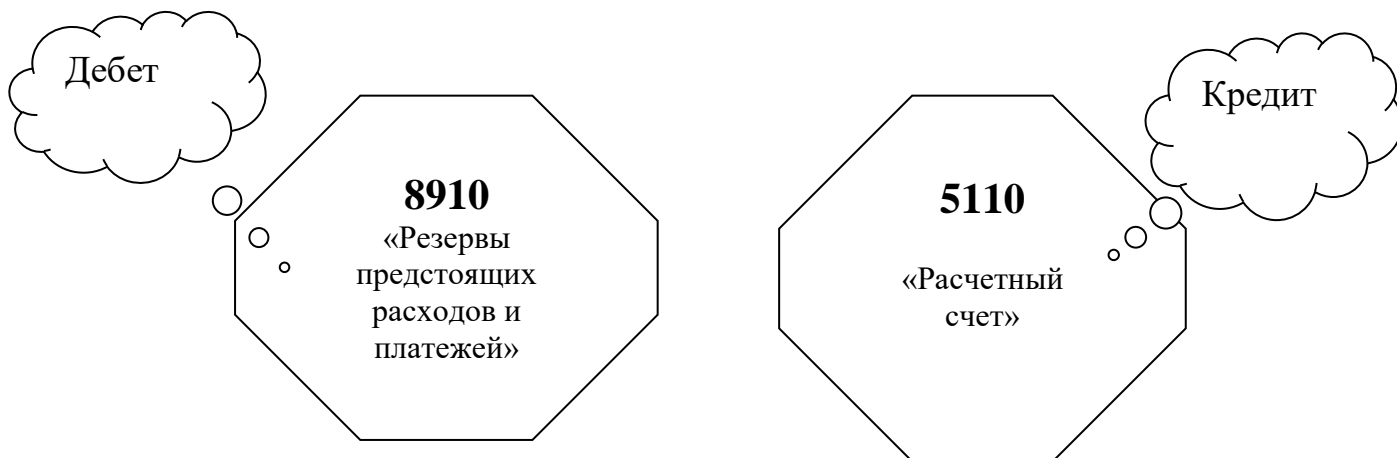 Дебет
8910
«Резервы
предстоящих
расходов и
платежей»
Кредит
5110
«Расчетный
счет»